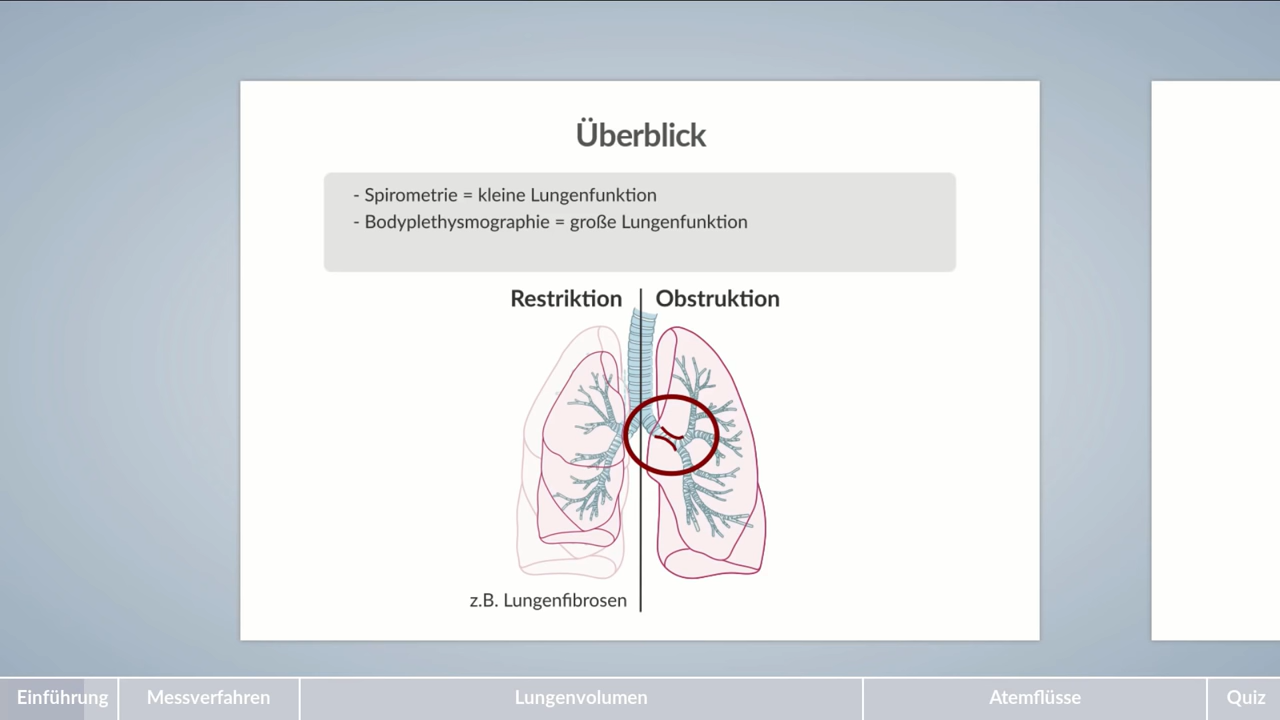 Überblick
- Spirometrie = kleine Lungenfunktion
- Bodyplethysmographie = große Lungenfunktion
Restriktion
Obstruktion
z.B. Lungenfibrosen
Einführung
Messverfahren
Lungenvolumen
Atemflüsse
Quiz